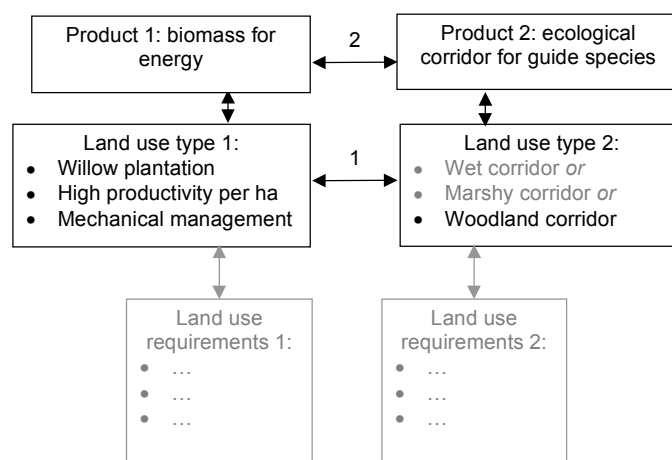 Product 1: biomass for
energy
2
Product 2: ecological
corridor for guide species
Land use type 1:
• Willow plantation
• High productivity per ha
• Mechanical management
1
Land use type 2:
• Wet corridor or
• Marshy corridor or
• Woodland corridor
Land use
requirements 1:
• …
• …
• …
Land use
requirements 2:
• …
• …
• …